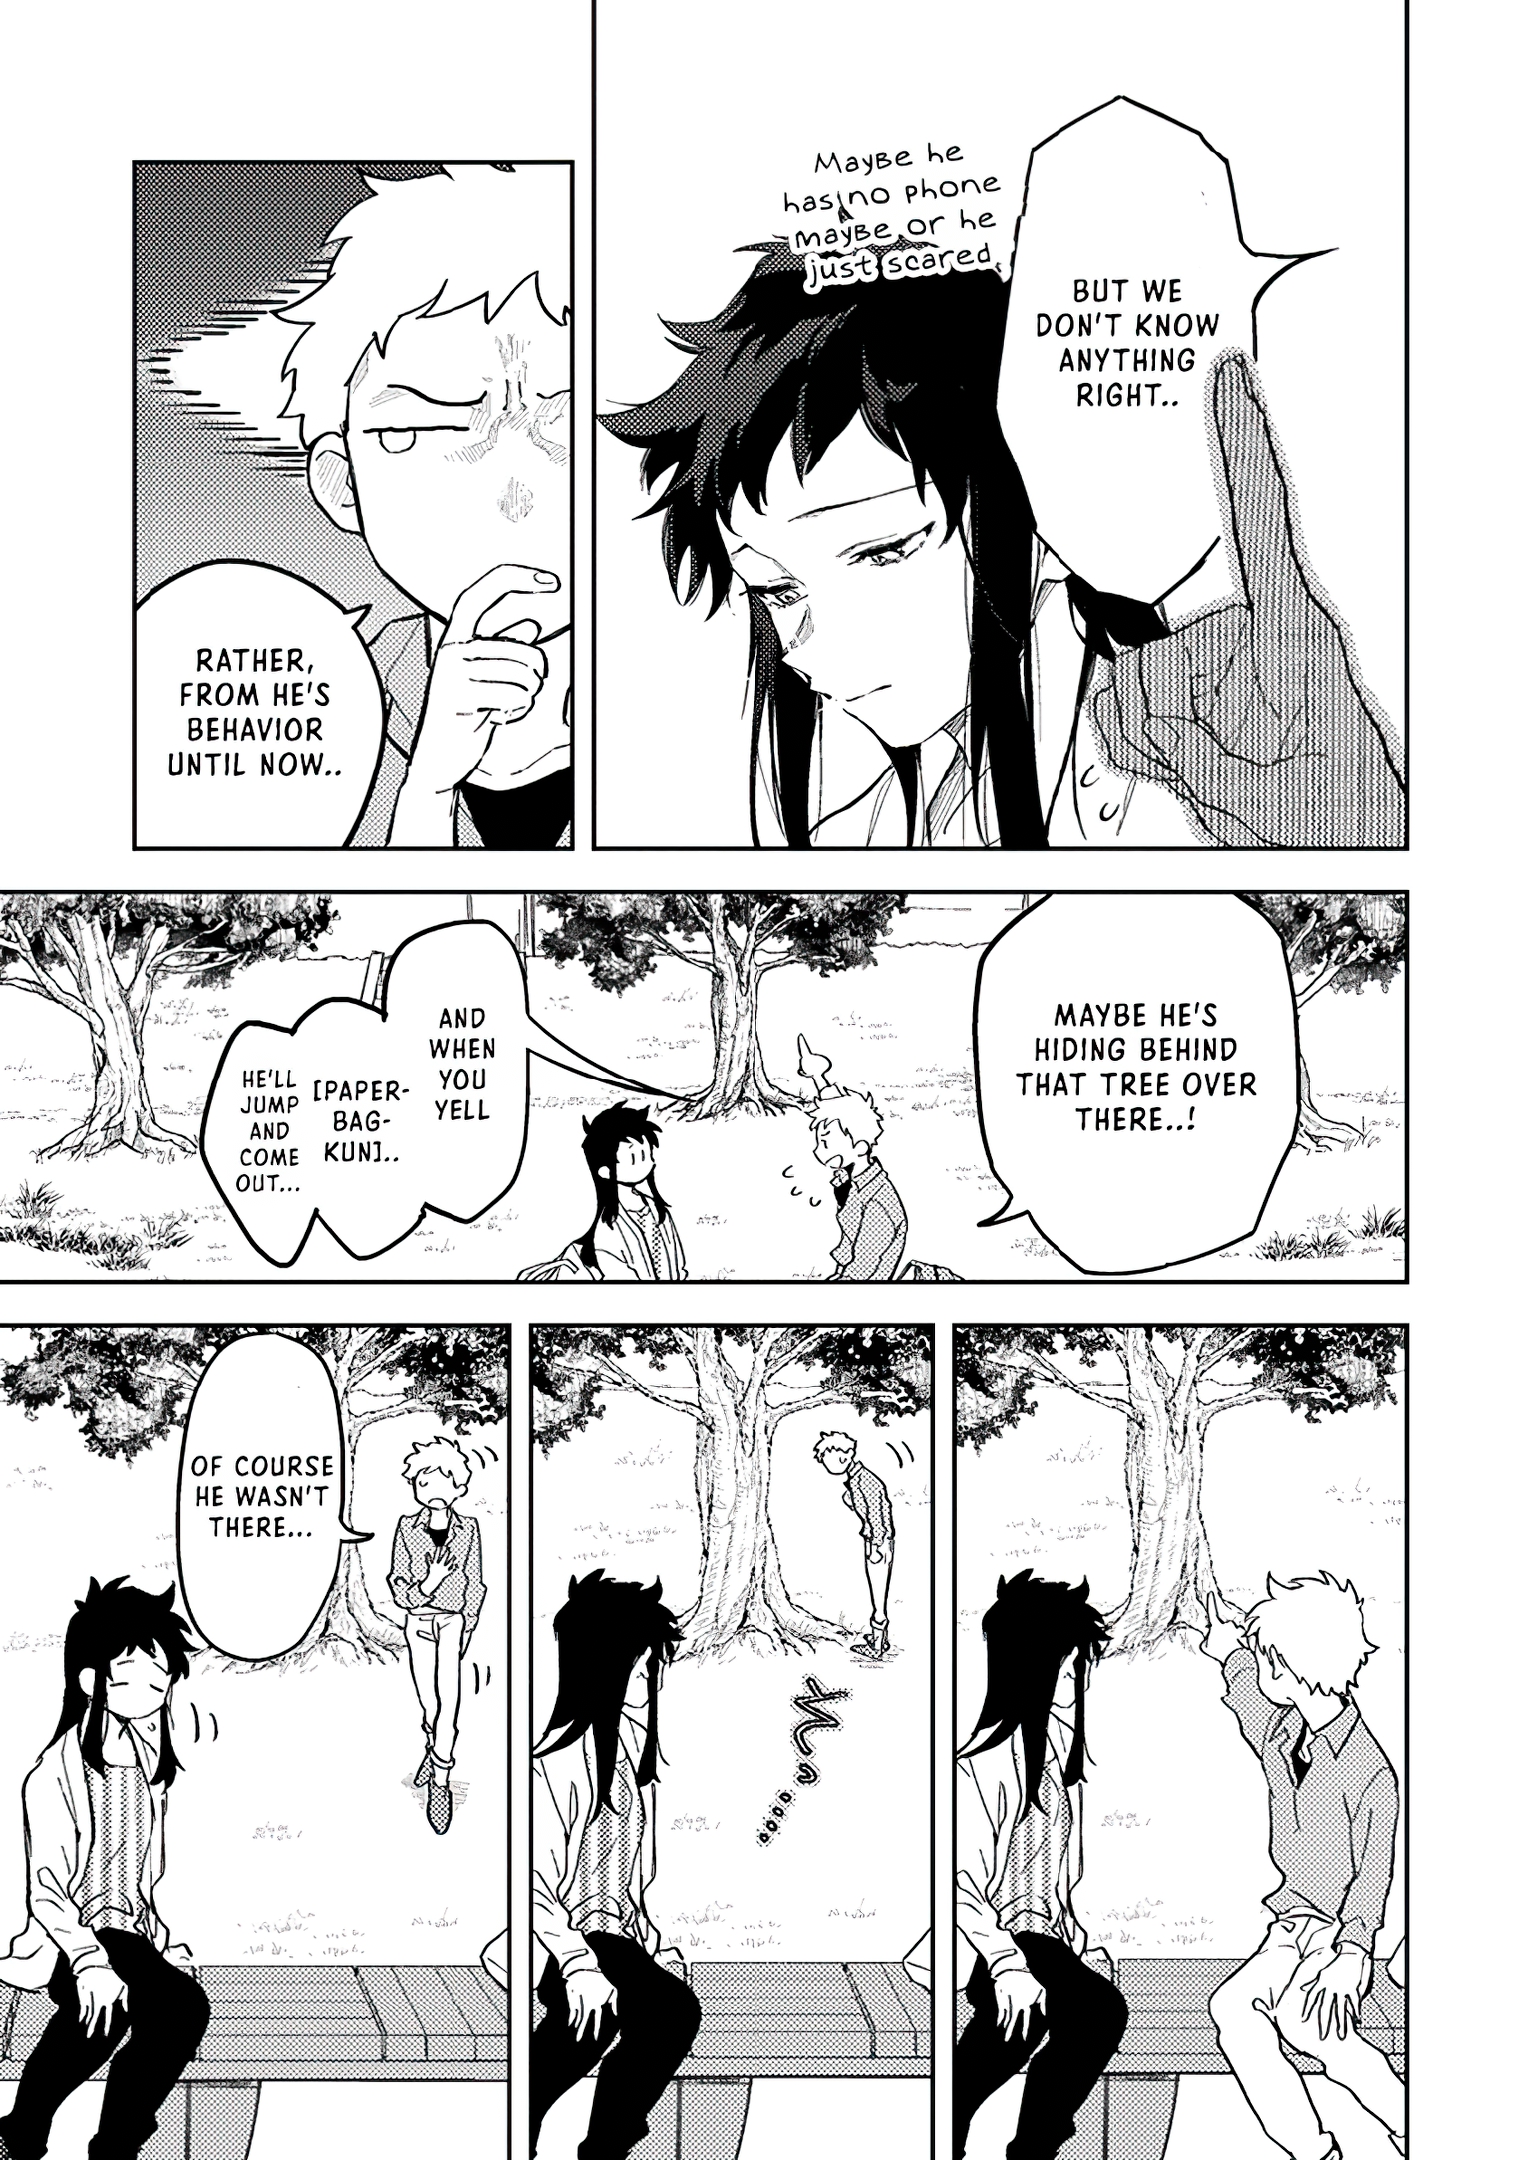 BUT WE
DON'T KNOW
ANYTHING
RIGHT..
Maybe he
has no phone
maybe or he
just scared
RATHER,
FROM HE'S
BEHAVIOR
UNTIL NOW..
MAYBE HE'S
HIDING BEHIND
THAT TREE OVER
THERE..!
AND
WHEN
YOU
YELL
[PAPER-
BAG-
KUN]..
HE'LL
JUMP
AND
COME
OUT...
OF COURSE
HE WASN'T
THERE...